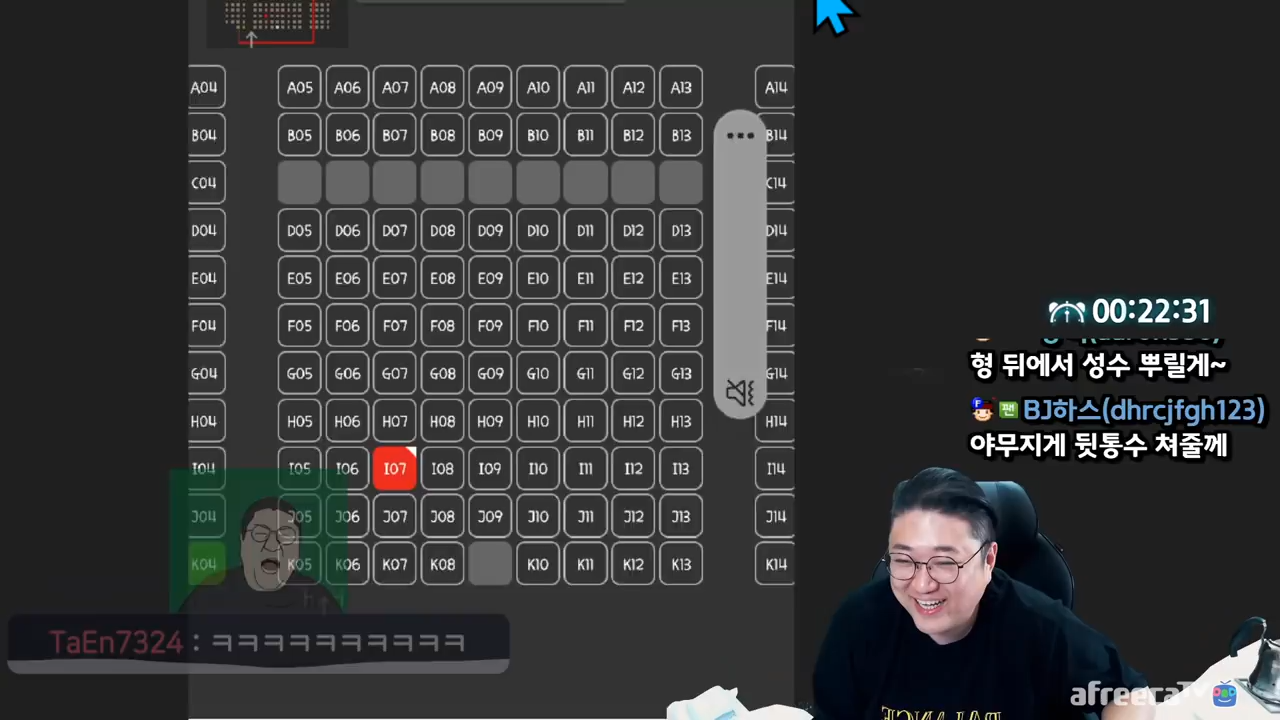 A04 A05 A06 A07 A08 A09 A10 A11 A12 A13 A14
B04 B05 B06 B07 B08 B09 B10 B11 B12 B13 B14
C04 C14
D04 D05 D06 D07 D08 D09 D10 D11 D12 D13 D14
E04 E05 E06 E07 E08 E09 E10 E11 E12 E13 E14
F04 F05 F06 F07 F08 F09 F10 F11 F12 F13 F14
G04 G05 G06 G07 G08 G09 G10 G11 G12 G13 G14
H04 H05 H06 H07 H08 H09 H10 H11 H12 H13 H14
I04 I05 I06 I07 I08 I09 I10 I11 I12 I13 I14
J04 J05 J06 J07 J08 J09 J10 J11 J12 J13 J14
K04 K05 K06 K07 K08 K10 K11 K12 K13 K14
00:22:31
형 뒤에서 성수 뿌릴게~
F 팬 BJ하스(dhrcjfgh123)
야무지게 뒷통수 쳐줄께
TaEn7324 : ㅋㅋㅋㅋㅋㅋㅋㅋㅋㅋ
afreecaTV